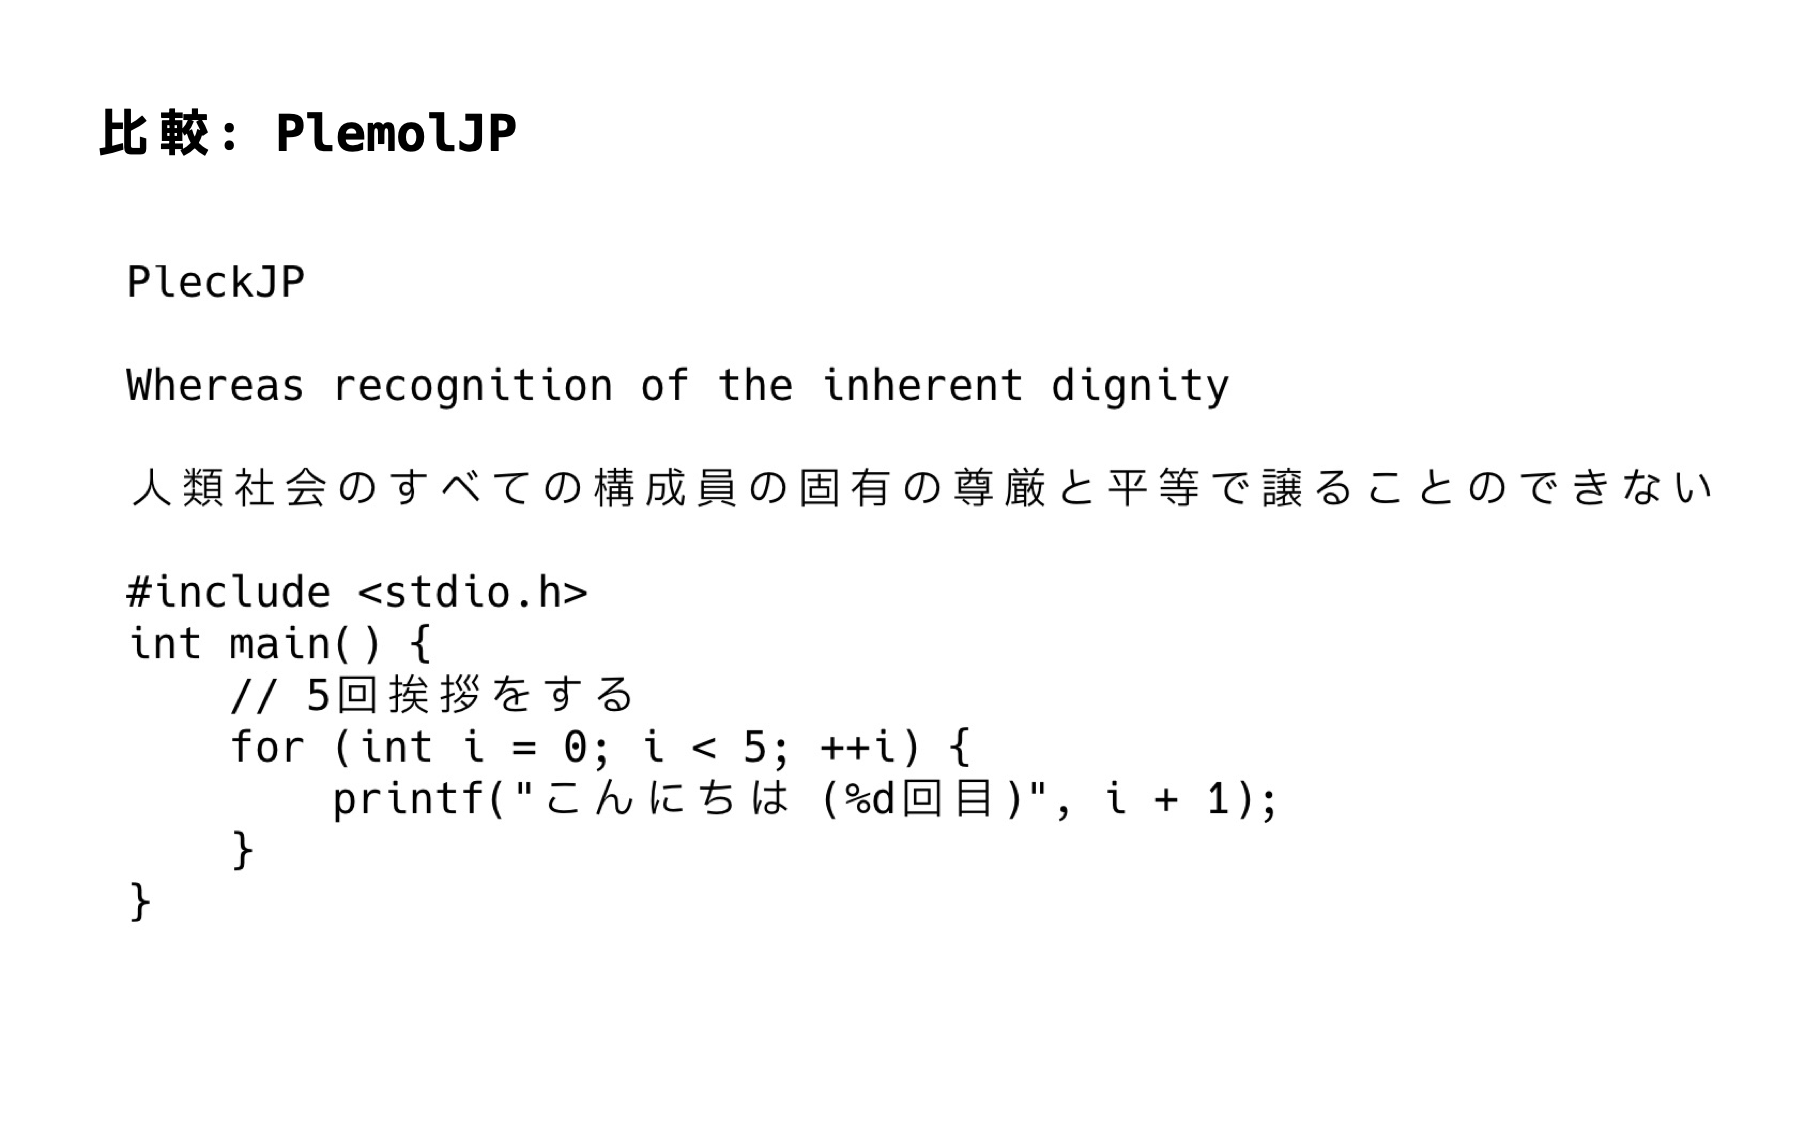 比較: PlemolJP
PleckJP
Whereas recognition of the inherent dignity
人類社会のすべての構成員の固有の尊厳と平等で譲ることのできない
#include <stdio.h>
int main() {
    // 5回挨拶をする
    for (int i = 0; i < 5; ++i) {
        printf("こんにちは (%d回目)", i + 1);
    }
}